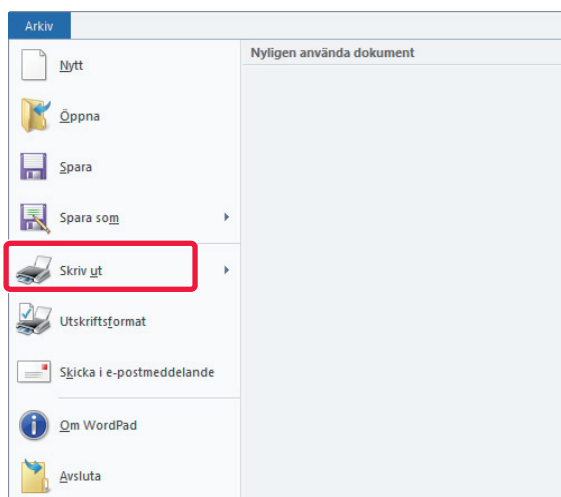 Arkiv
Nytt
Öppna
Spara
Spara som
Skriv ut
Utskriftsformat
Skicka i e-postmeddelande
Om WordPad
Avsluta
Nyligen använda dokument